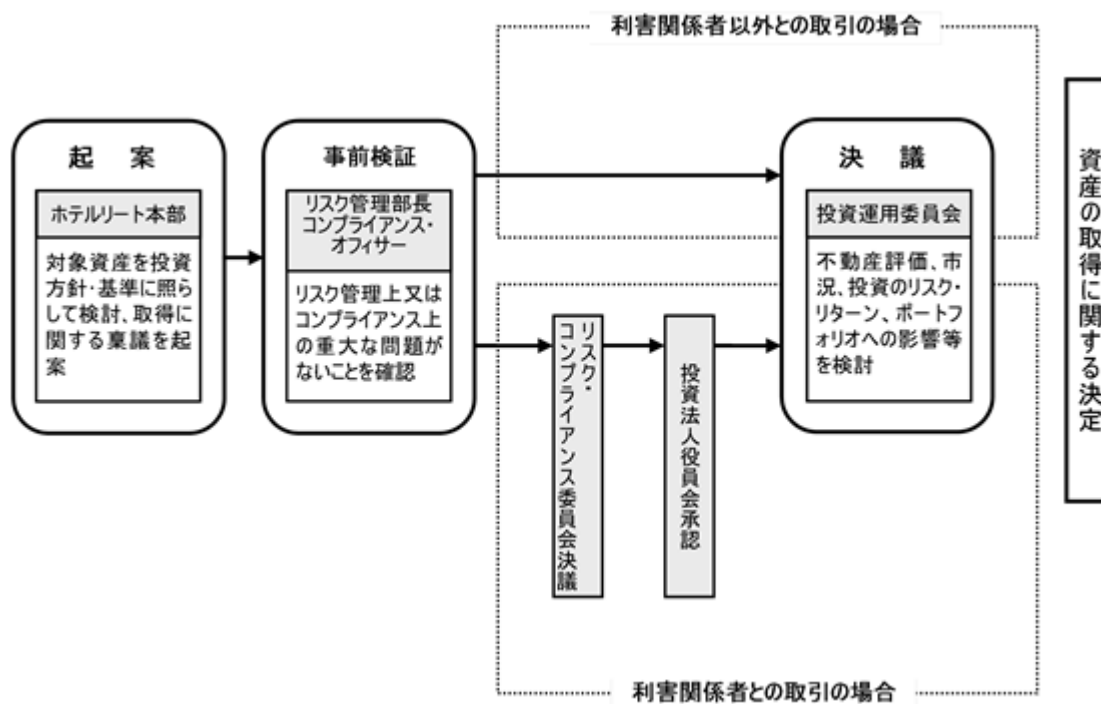 利害関係者以外との取引の場合
起　案
ホテルリート本部
対象資産を投資
方針・基準に照ら
して検討、取得に
関する稟議を起
案
事前検証
リスク管理部長
コンプライアンス・
オフィサー
リスク管理上又は
コンプライアンス上
の重大な問題が
ないことを確認
リスク・
コンプライアンス委員会決議
投資法人役員会承認
決　議
投資運用委員会
不動産評価、市
況、投資のリスク・
リターン、ポートフ
ォリオへの影響等
を検討
資産の取得に関する決定
利害関係者との取引の場合